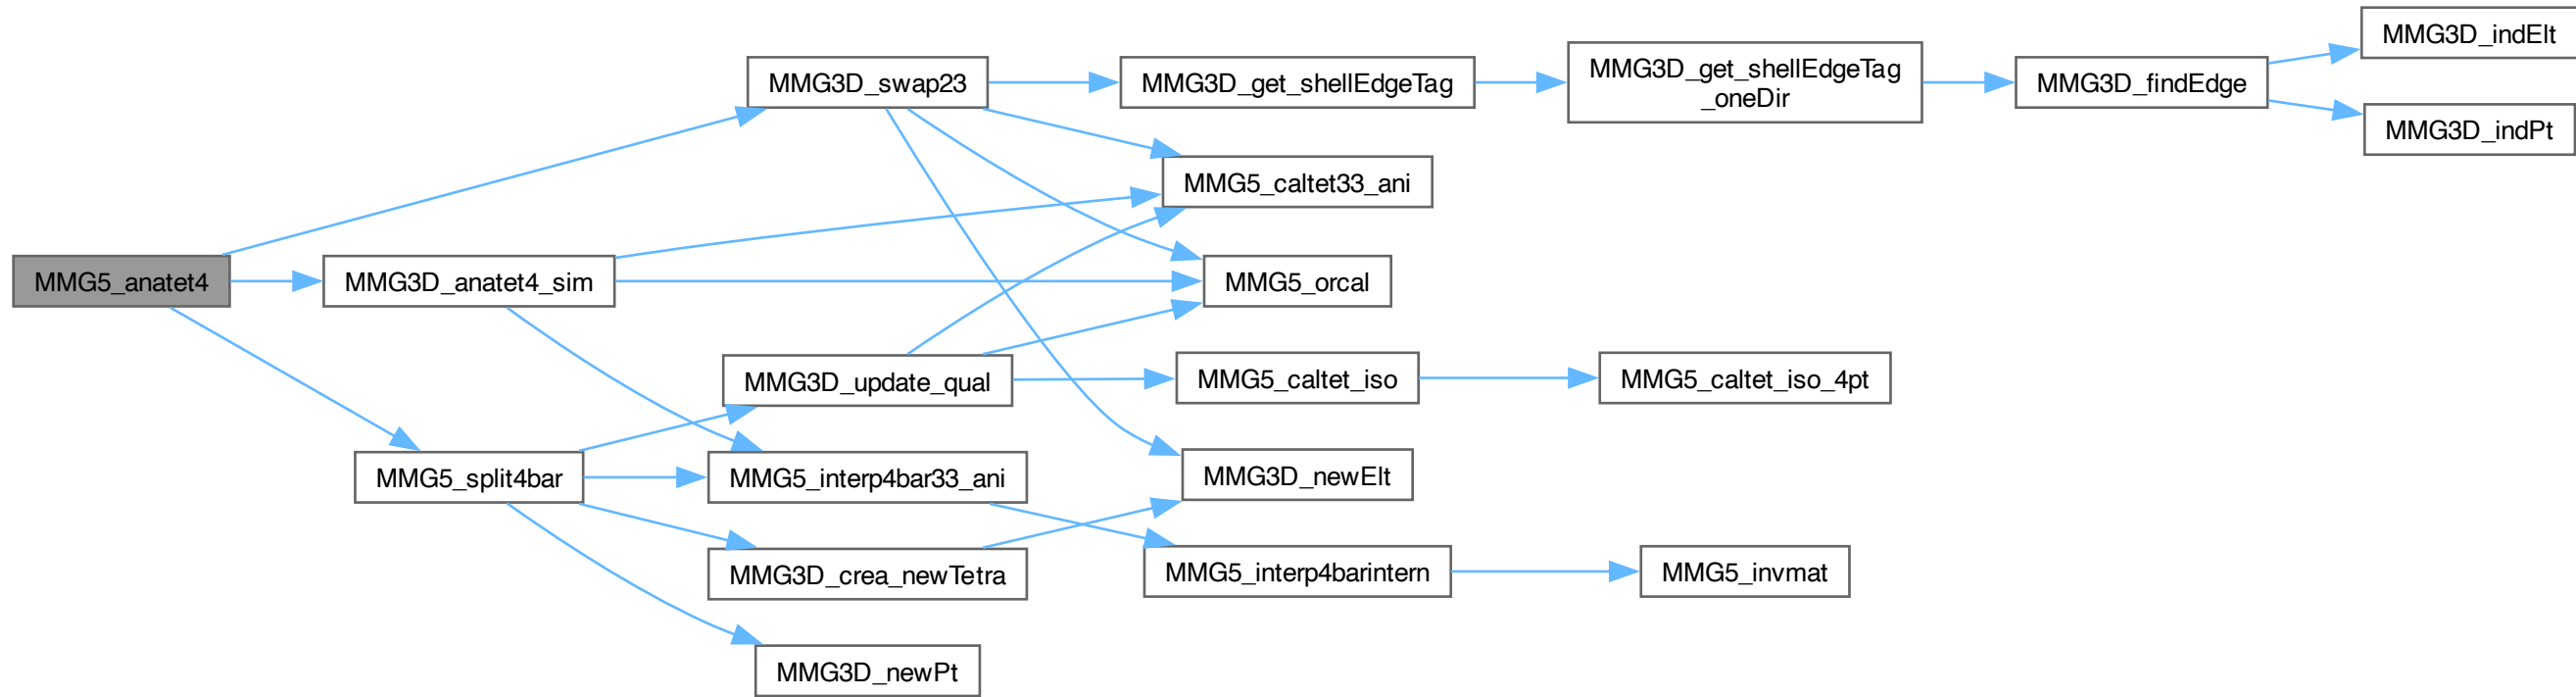 MMG5_anatet4
MMG3D_swap23
MMG3D_anatet4_sim
MMG5_split4bar
MMG3D_update_qual
MMG5_interp4bar33_ani
MMG3D_crea_newTetra
MMG3D_newPt
MMG3D_get_shellEdgeTag
MMG5_caltet33_ani
MMG5_orcal
MMG5_caltet_iso
MMG3D_newElt
MMG5_interp4barintern
MMG3D_get_shellEdgeTag
_oneDir
MMG5_caltet_iso_4pt
MMG5_invmat
MMG3D_findEdge
MMG3D_indElt
MMG3D_indPt